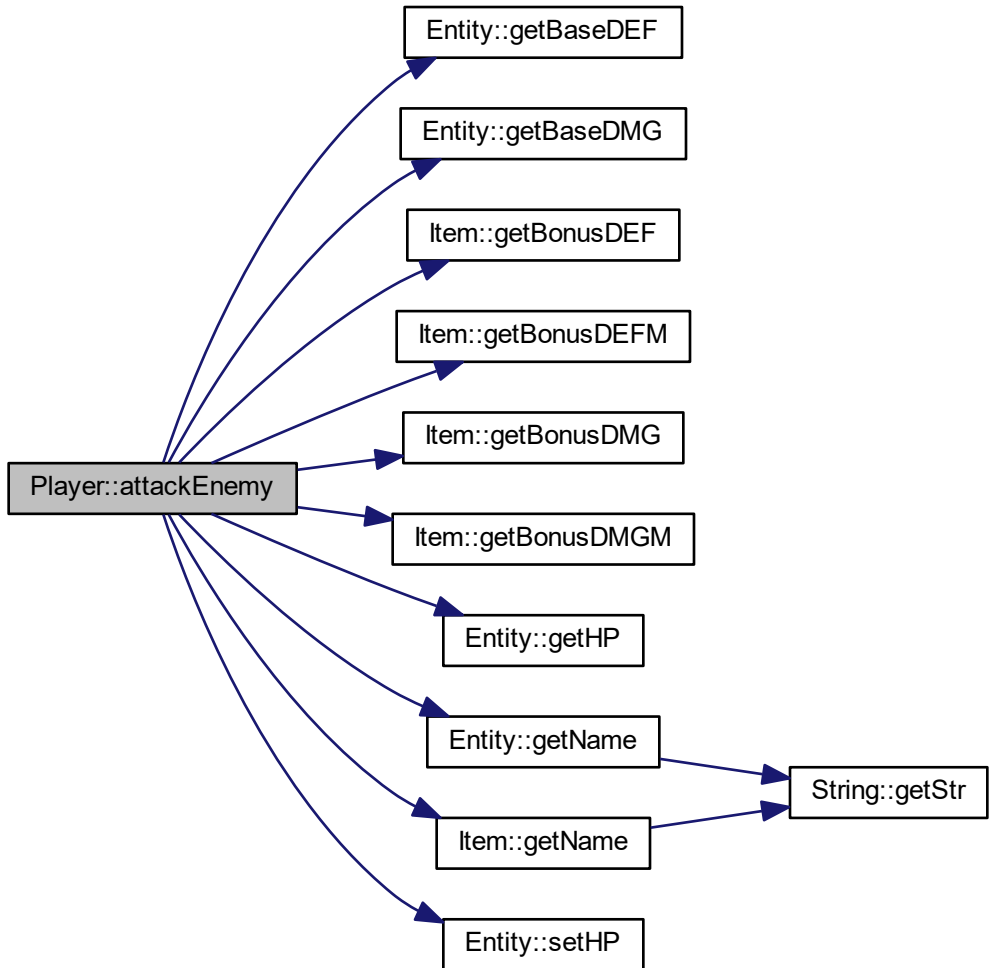 Entity::getBaseDEF
Entity::getBaseDMG
Item::getBonusDEF
Item::getBonusDEFM
Item::getBonusDMG
Player::attackEnemy
Item::getBonusDMGM
Entity::getHP
Entity::getName
String::getStr
Item::getName
Entity::setHP